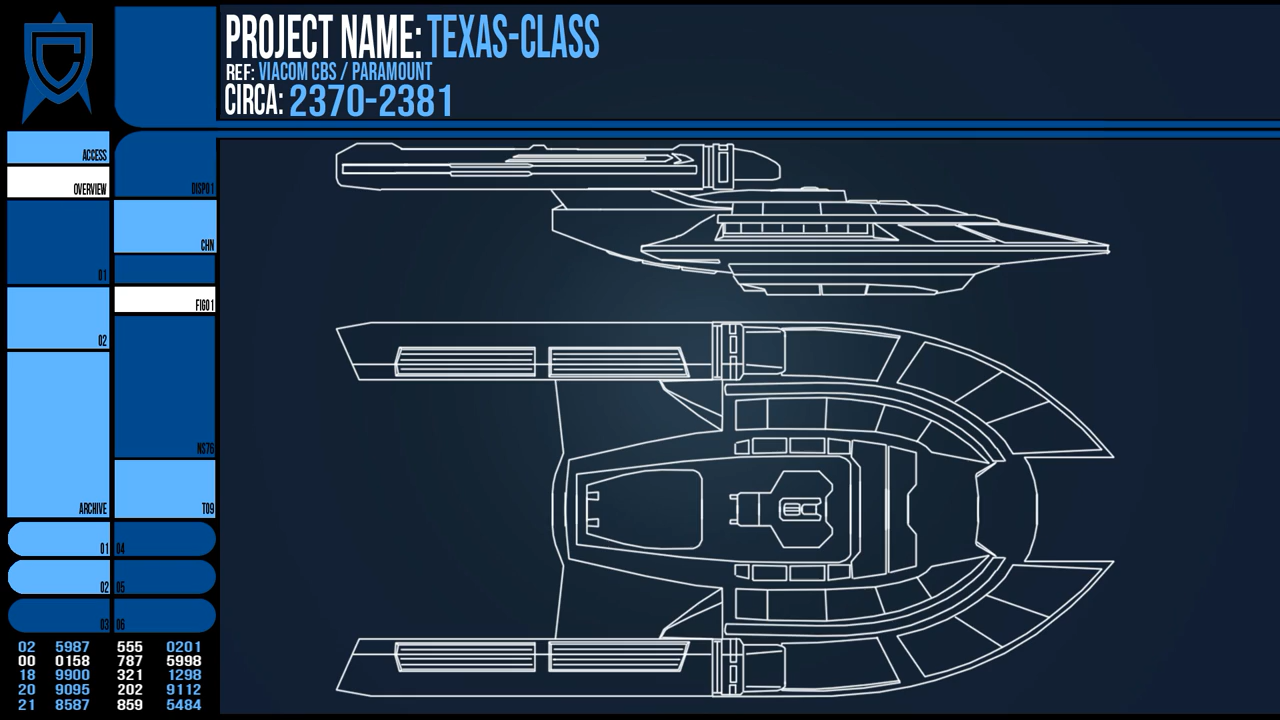 PROJECT NAME: TEXAS-CLASS
REF: VIACOM CBS / PARAMOUNT
CIRCA: 2370-2381
ACCESS
OVERVIEW
DISP01
CHN
01
FIG01
02
NS76
ARCHIVE
T09
01 04
02 05
03 06
02 5987 555 0201
00 0158 787 5998
18 9900 321 1298
20 9095 202 9112
21 8587 859 5484